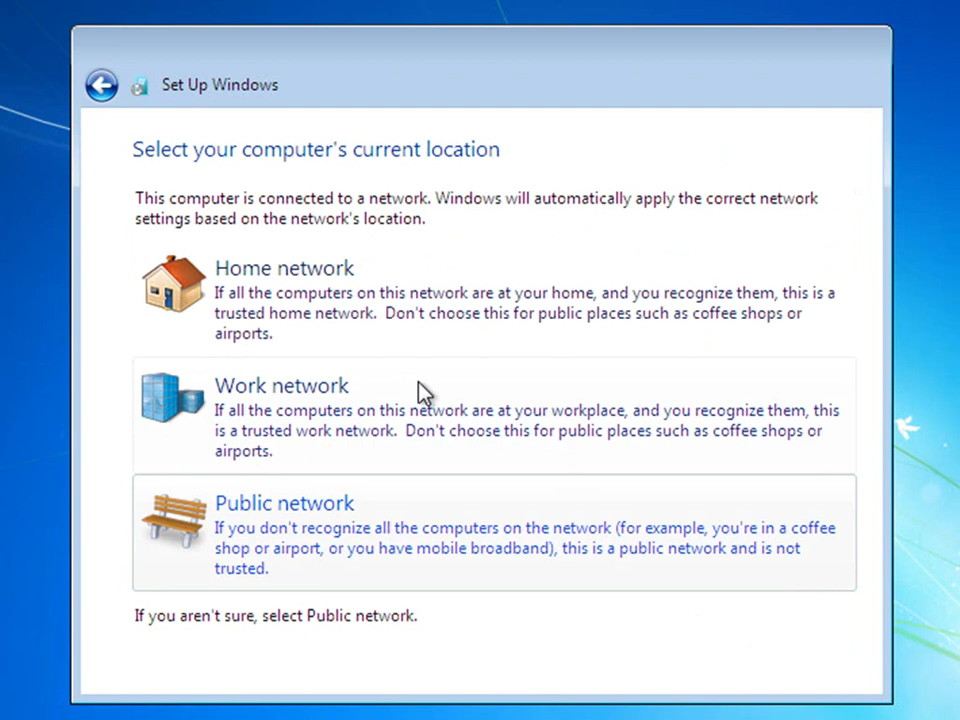 Set Up Windows
Select your computer's current location
This computer is connected to a network. Windows will automatically apply the correct network
settings based on the network's location.
Home network
If all the computers on this network are at your home, and you recognize them, this is a
trusted home network. Don't choose this for public places such as coffee shops or
airports.
Work network
If all the computers on this network are at your workplace, and you recognize them, this
is a trusted work network. Don't choose this for public places such as coffee shops or
airports.
Public network
If you don't recognize all the computers on the network (for example, you're in a coffee
shop or airport, or you have mobile broadband), this is a public network and is not
trusted.
If you aren't sure, select Public network.